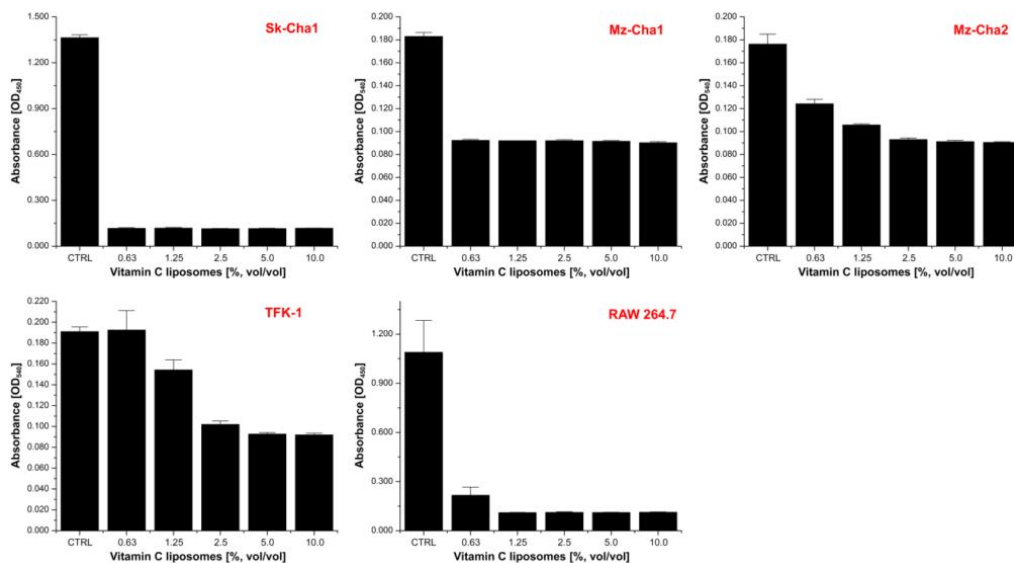 Sk-Cha1
Absorbance [OD₄₅₀]
1.500
1.200
0.900
0.600
0.300
0.000
CTRL 0.63 1.25 2.5 5.0 10.0
Vitamin C liposomes [%, vol/vol]
Mz-Cha1
Absorbance [OD₅₄₀]
0.200
0.180
0.160
0.140
0.120
0.100
0.080
0.060
0.040
0.020
0.000
CTRL 0.63 1.25 2.5 5.0 10.0
Vitamin C liposomes [%, vol/vol]
Mz-Cha2
Absorbance [OD₅₄₀]
0.200
0.180
0.160
0.140
0.120
0.100
0.080
0.060
0.040
0.020
0.000
CTRL 0.63 1.25 2.5 5.0 10.0
Vitamin C liposomes [%, vol/vol]
TFK-1
Absorbance [OD₅₄₀]
0.220
0.200
0.180
0.160
0.140
0.120
0.100
0.080
0.060
0.040
0.020
0.000
CTRL 0.63 1.25 2.5 5.0 10.0
Vitamin C liposomes [%, vol/vol]
RAW 264.7
Absorbance [OD₄₅₀]
1.200
0.900
0.600
0.300
0.000
CTRL 0.63 1.25 2.5 5.0 10.0
Vitamin C liposomes [%, vol/vol]